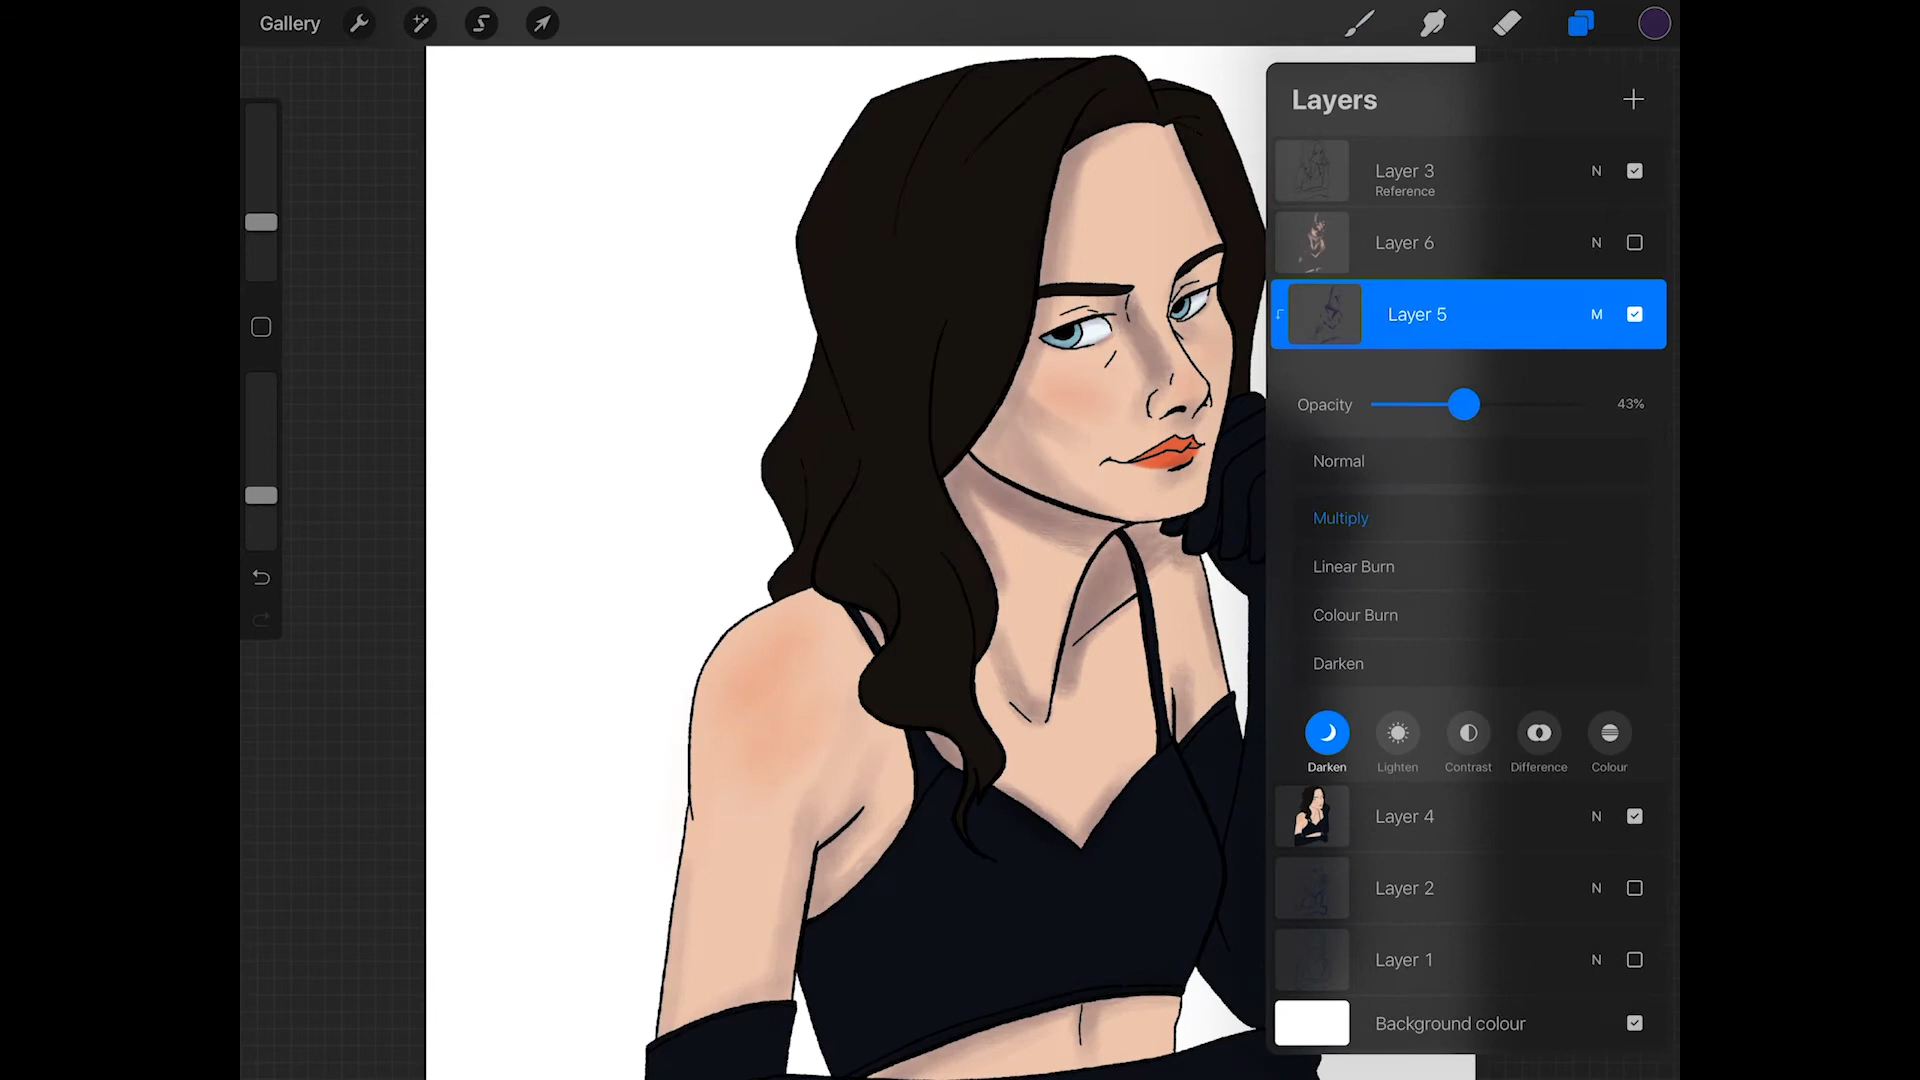 Gallery
Layers
Layer 3 N
Reference
Layer 6 N
Layer 5 M
Opacity 43%
Normal
Multiply
Linear Burn
Colour Burn
Darken
Darken Lighten Contrast Difference Colour
Layer 4 N
Layer 2 N
Layer 1 N
Background colour